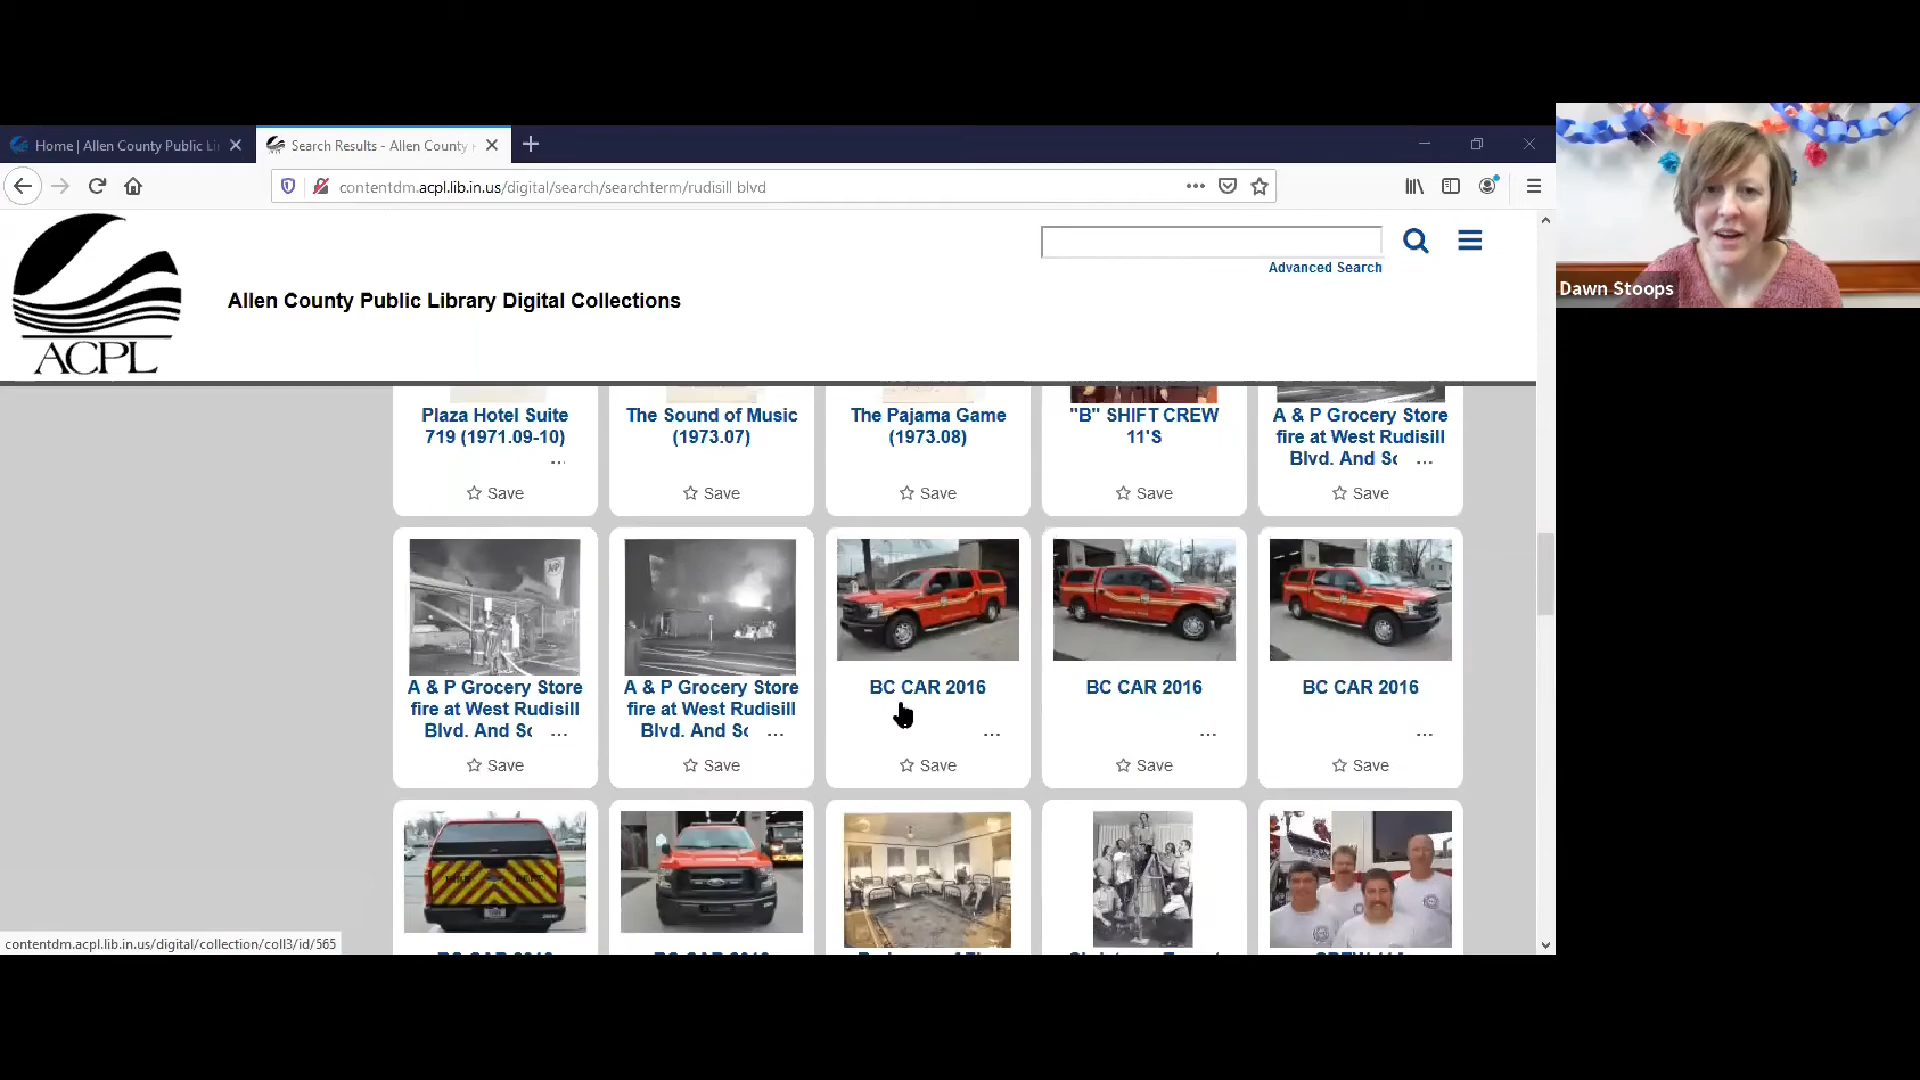 Home | Allen County Public Li
Search Results - Allen County
contentdm.acpl.lib.in.us/digital/search/searchterm/rudisill blvd
Advanced Search
Allen County Public Library Digital Collections
ACPL
Dawn Stoops
Plaza Hotel Suite
719 (1971.09-10)
...
Save
The Sound of Music
(1973.07)
Save
The Pajama Game
(1973.08)
Save
"B" SHIFT CREW
11'S
Save
A & P Grocery Store
fire at West Rudisill
Blvd. And Sc ...
Save
A & P Grocery Store
fire at West Rudisill
Blvd. And Sc ...
Save
A & P Grocery Store
fire at West Rudisill
Blvd. And Sc ...
Save
BC CAR 2016
...
Save
BC CAR 2016
...
Save
BC CAR 2016
...
Save
contentdm.acpl.lib.in.us/digital/collection/coll3/id/565